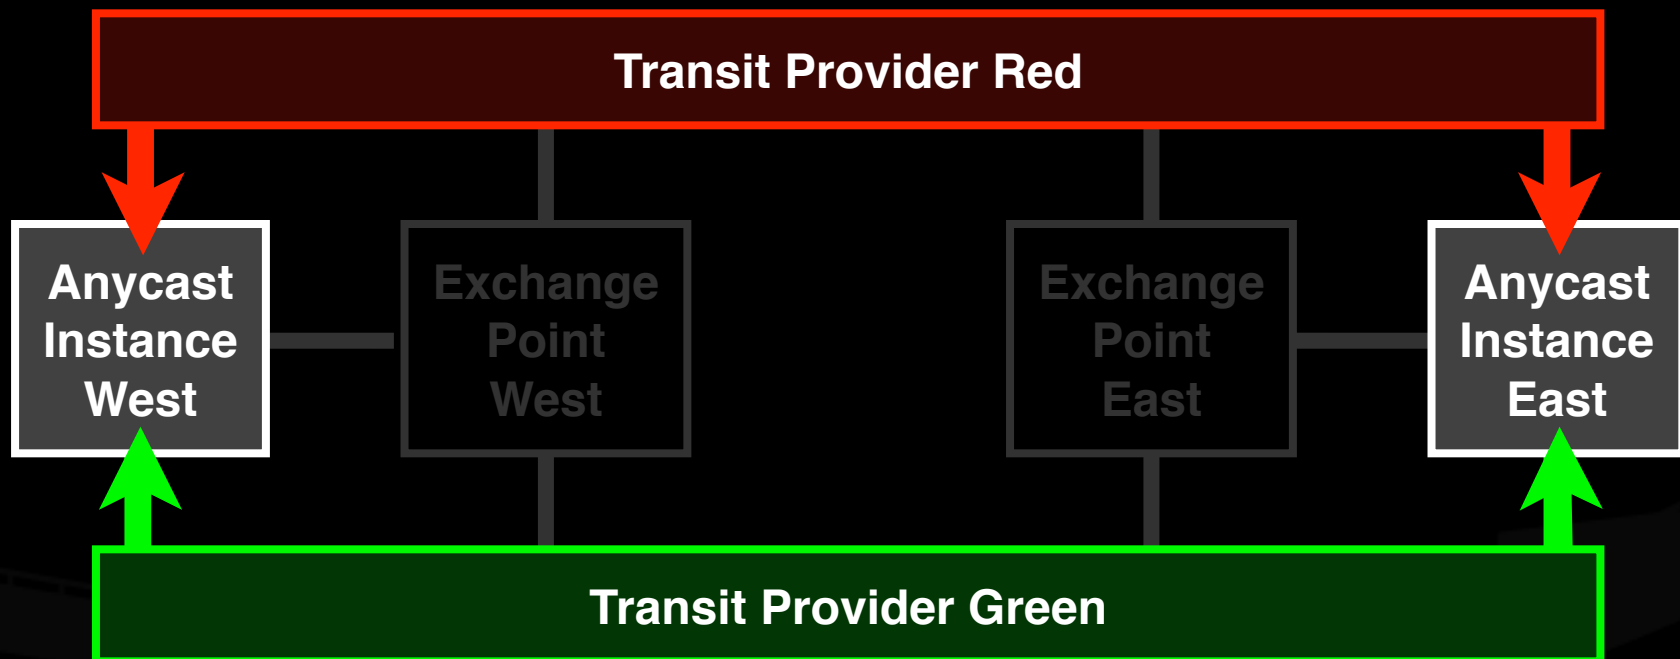 Transit Provider Red
Anycast
Instance
West
Exchange
Point
West
Exchange
Point
East
Anycast
Instance
East
Transit Provider Green